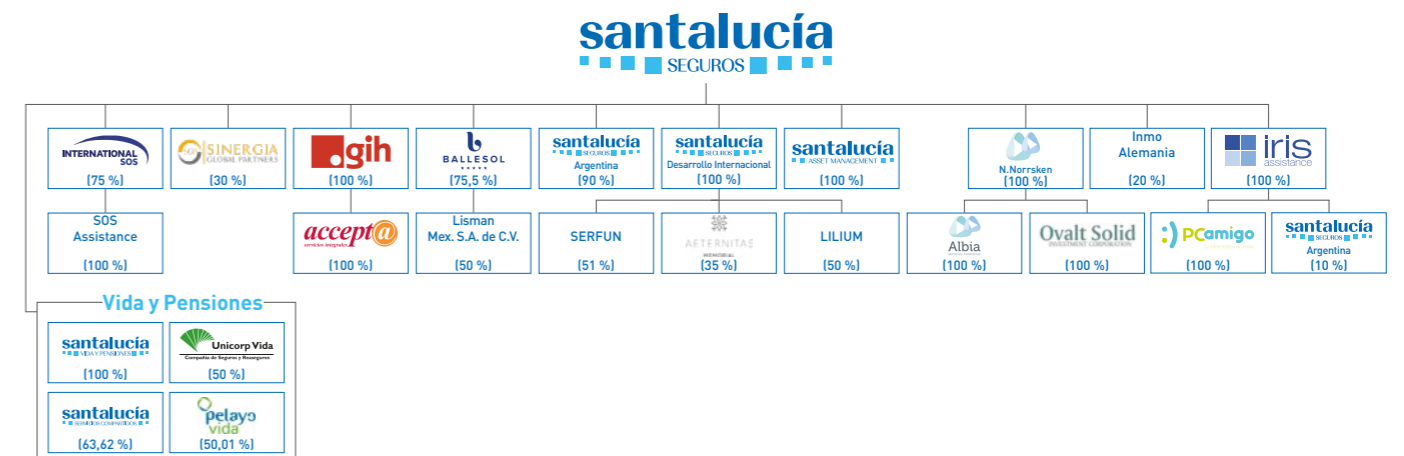 santalucía
SEGUROS
INTERNATIONAL
SOS
(75 %)
SINERGIA
GLOBAL PARTNERS
(30 %)
.gih
(100 %)
BALLESOL
(75,5 %)
santalucía
SEGUROS
Argentina
(90 %)
santalucía
SEGUROS
Desarrollo Internacional
(100 %)
santalucía
ASSET MANAGEMENT
(100 %)
N.Norrsken
(100 %)
Inmo
Alemania
(20 %)
iris
assistance
(100 %)
SOS
Assistance
(100 %)
accept@
servicios integrales
(100 %)
Lisman
Mex. S.A. de C.V.
(50 %)
SERFUN
(51 %)
AETERNITAS
MEMORIAL
(35 %)
LILIUM
(50 %)
Albia
(100 %)
Ovalt Solid
INVESTMENT CORPORATION
(100 %)
:) PCamigo
(100 %)
santalucía
SEGUROS
Argentina
(10 %)
Vida y Pensiones
santalucía
VIDA Y PENSIONES
(100 %)
Unicorp Vida
Compañía de Seguros y Reaseguros
(50 %)
santalucía
SERVICIOS COMPARTIDOS
(63,62 %)
pelayo
vida
(50,01 %)